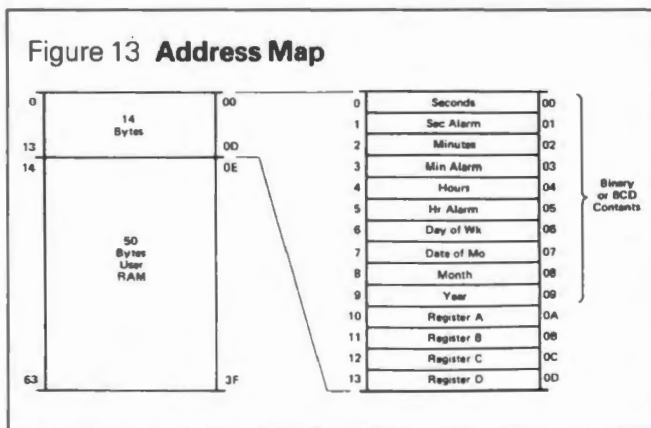 Figure 13 Address Map
0 14 Bytes 00
13 0D
14 0E
50 Bytes User RAM
63 3F
0 Seconds 00
1 Sec Alarm 01
2 Minutes 02
3 Min Alarm 03
4 Hours 04
5 Hr Alarm 05
6 Day of Wk 06
7 Date of Mo 07
8 Month 08
9 Year 09
10 Register A 0A
11 Register B 0B
12 Register C 0C
13 Register D 0D
Binary
or BCD
Contents